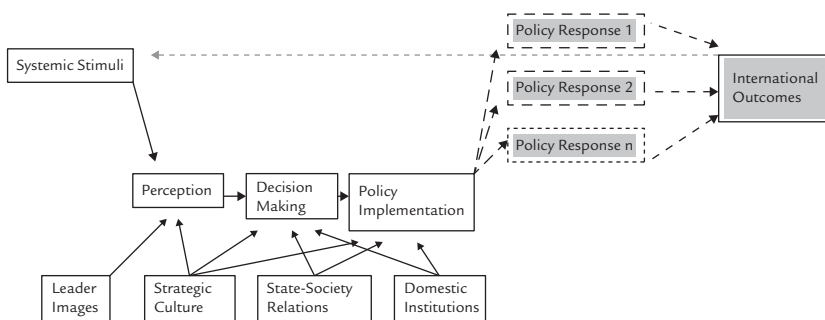 Policy Response 1
Systemic Stimuli
International
Outcomes
Policy Response 2
Policy Response n
Perception
Decision
Making
Policy
Implementation
Leader
Images
Strategic
Culture
State-Society
Relations
Domestic
Institutions